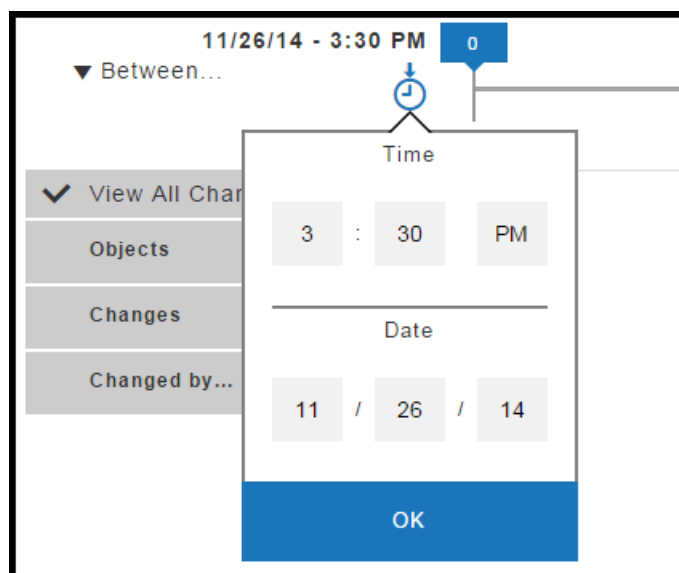 11/26/14 - 3:30 PM 0
▼ Between...
Time
View All Char
3 : 30 PM
Objects
Changes
Date
Changed by...
11 / 26 / 14
OK